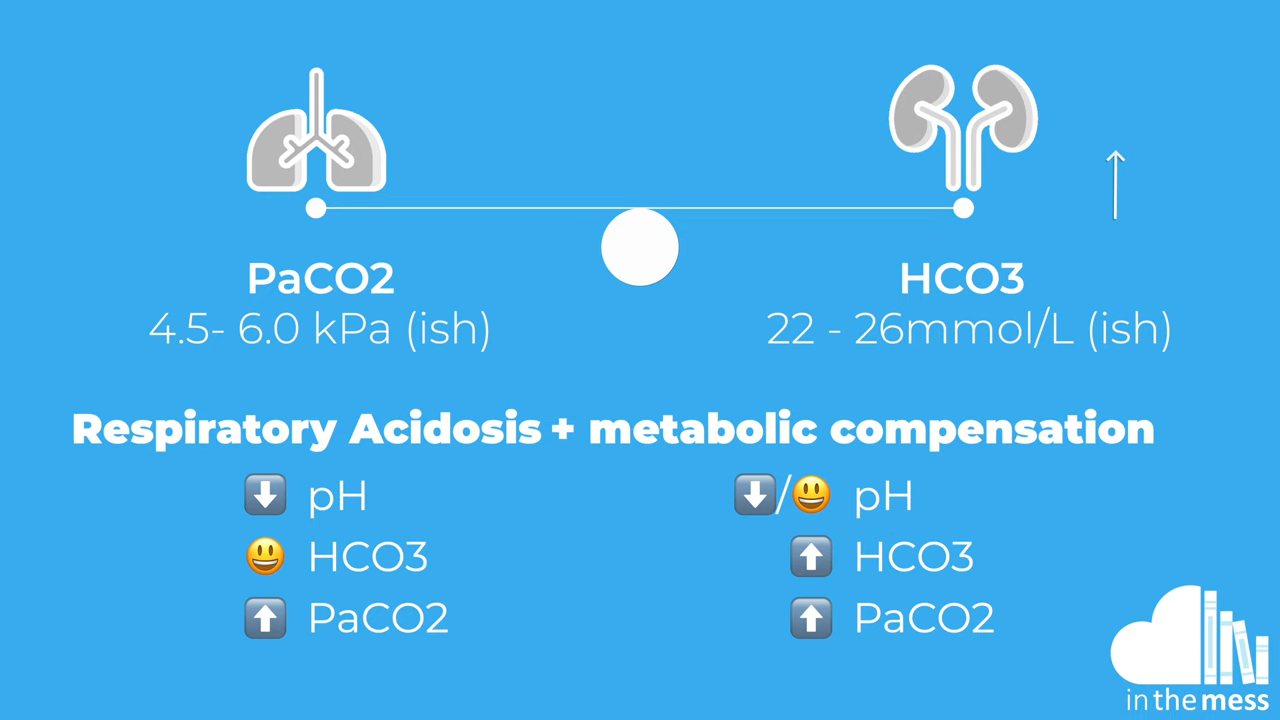 PaCO2
4.5- 6.0 kPa (ish)
HCO3
22 - 26mmol/L (ish)
Respiratory Acidosis + metabolic compensation
⬇️ pH
😃 HCO3
⬆️ PaCO2
⬇️/😃 pH
⬆️ HCO3
⬆️ PaCO2
in the mess